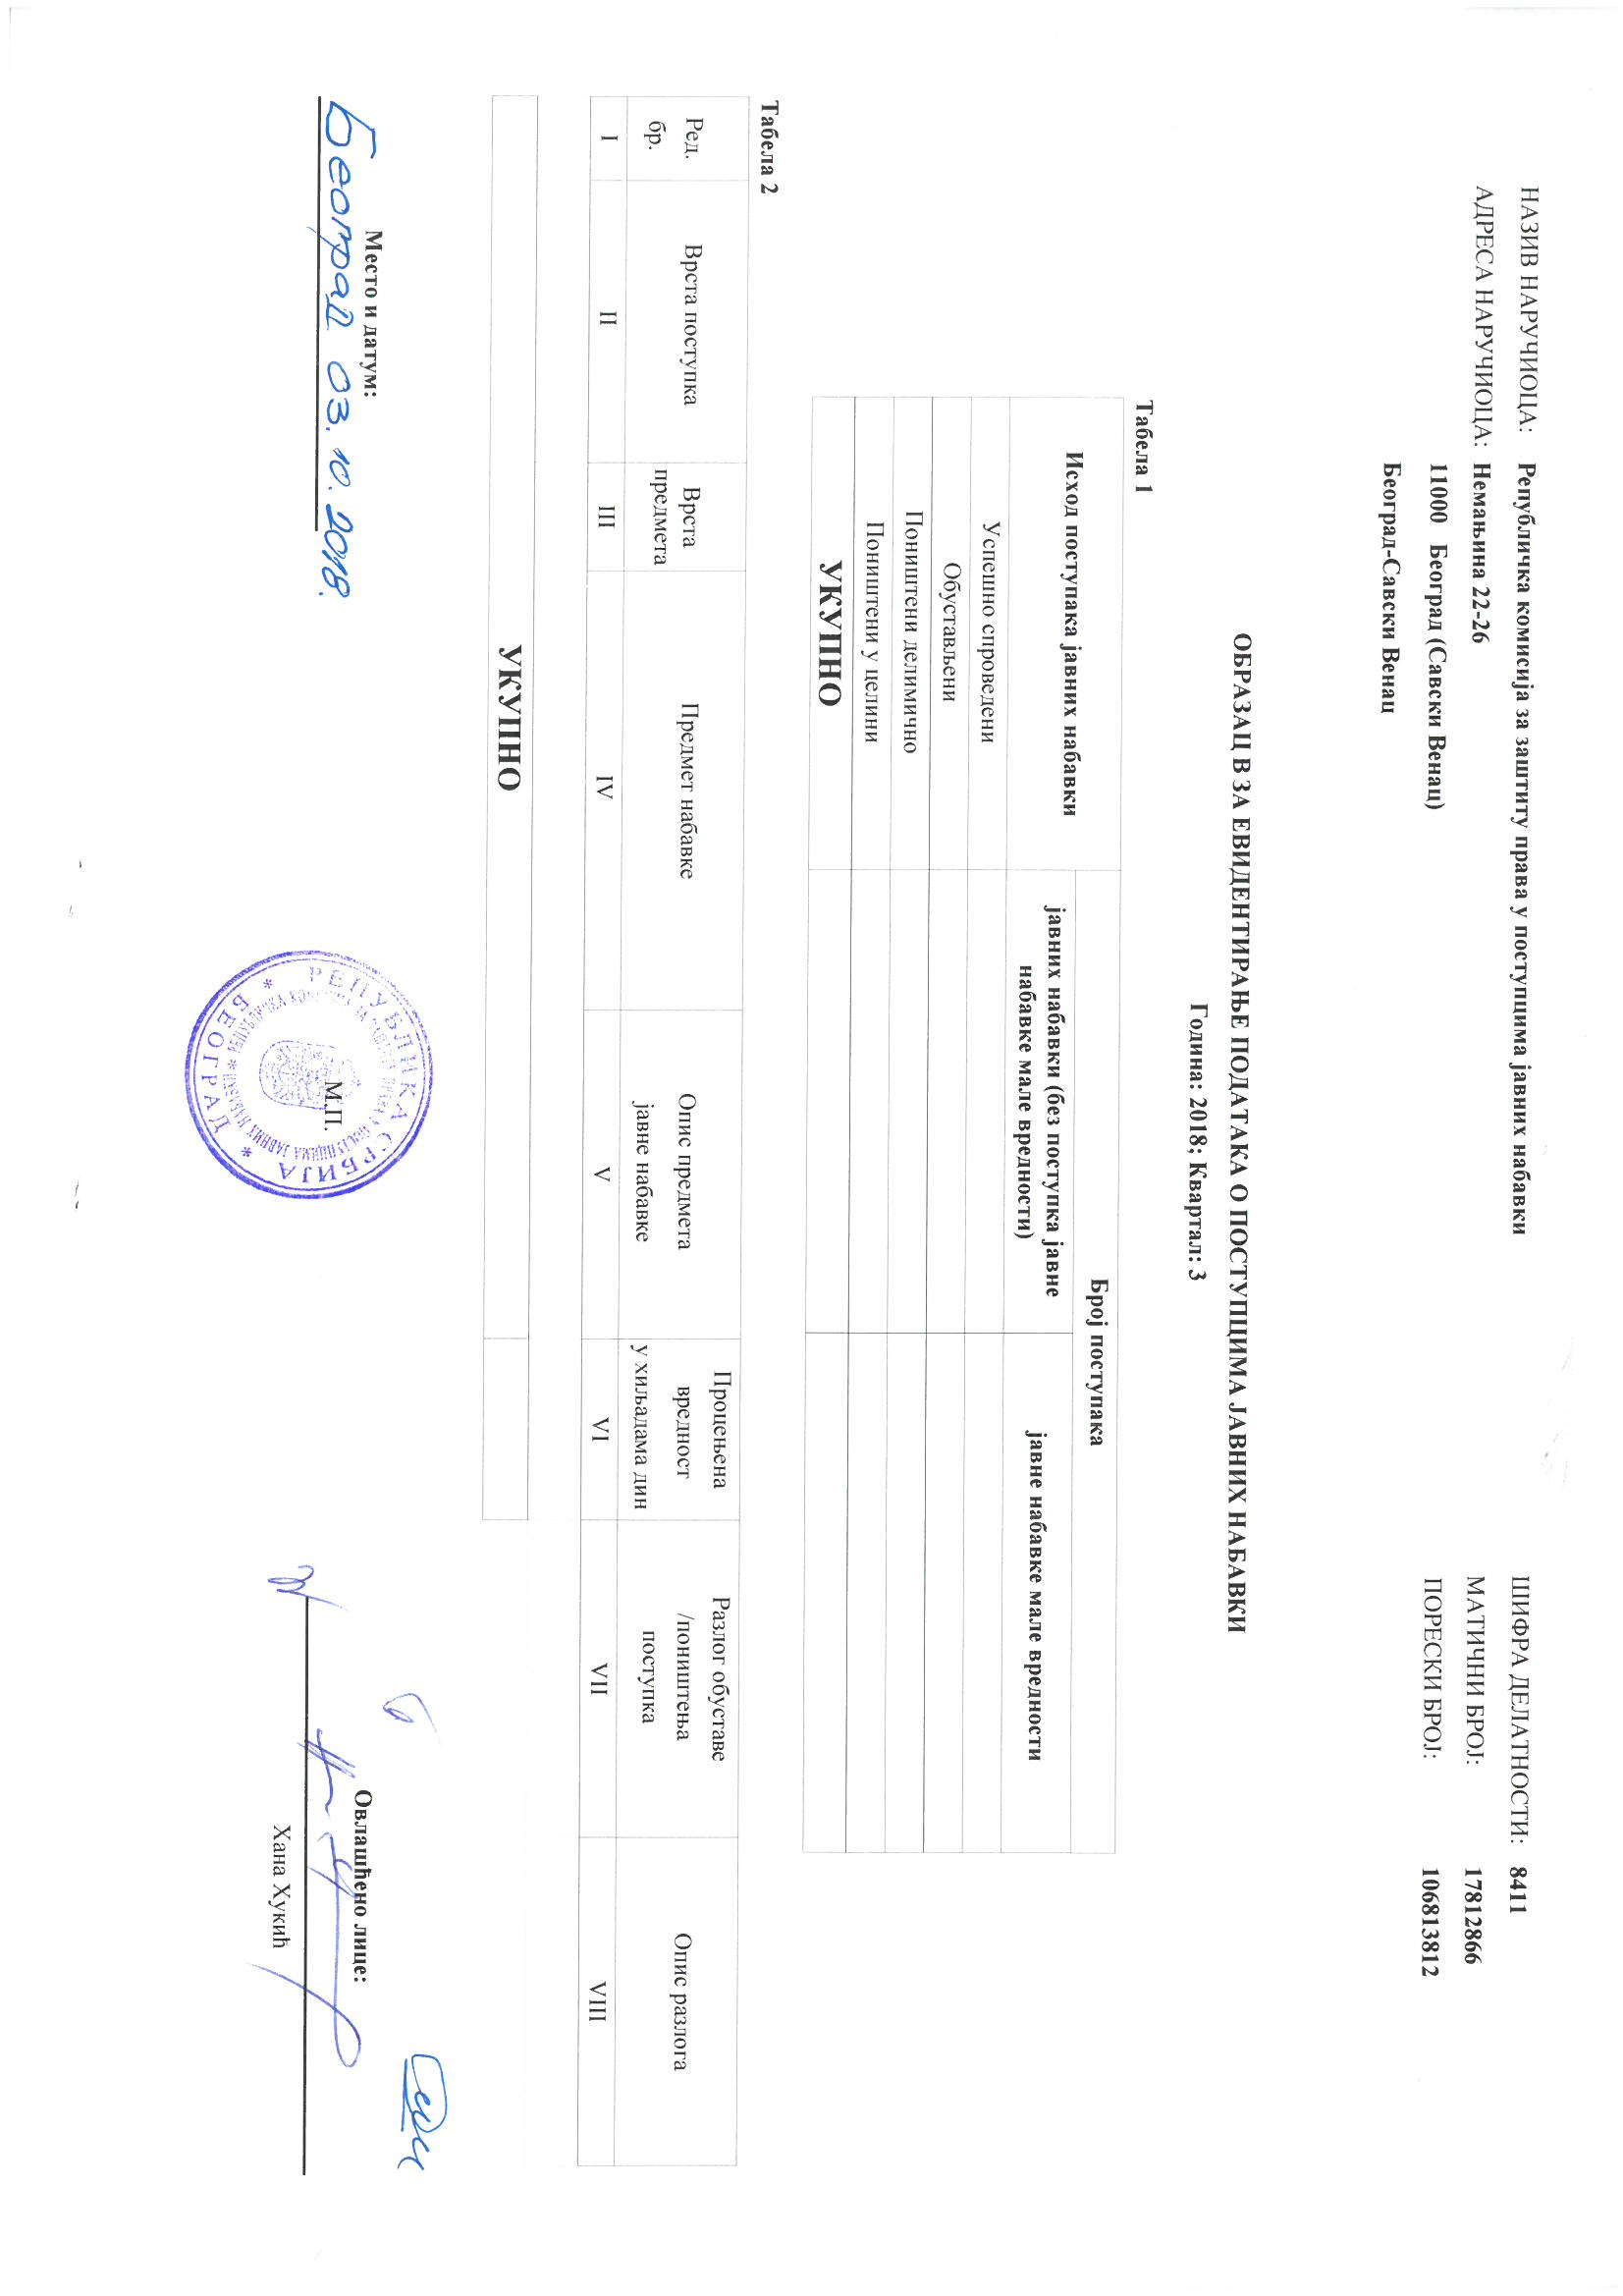 НАЗИВ НАРУЧИОЦА: Републичка комисија за заштиту права у поступцима јавних набавки
АДРЕСА НАРУЧИОЦА: Немањина 22-26
11000 Београд (Савски Венац)
Београд-Савски Венац
ШИФРА ДЕЛАТНОСТИ: 8411
МАТИЧНИ БРОЈ: 17812866
ПОРЕСКИ БРОЈ: 106813812
ОБРАЗАЦ В ЗА ЕВИДЕНТИРАЊЕ ПОДАТАКА О ПОСТУПЦИМА ЈАВНИХ НАБАВКИ
Година: 2018; Квартал: 3
Табела 1
Исход поступака јавних набавки
Број поступака
јавних набавки (без поступка јавне
набавке мале вредности)
јавне набавке мале вредности
Успешно спроведени
Обустављени
Поништени делимично
Поништени у целини
УКУПНО
Табела 2
Ред.
бр.
Врста поступка
Врста
предмета
Предмет набавке
Опис предмета
јавне набавке
Процењена
вредност
у хиљадама дин
Разлог обуставе
/поништења
поступка
Опис разлога
I II III IV V VI VII VIII
УКУПНО
Место и датум:
Београд 03.10.2018.
М.П.
РЕПУБЛИКА СРБИЈА
* БЕОГРАД *
Овлашћено лице:
Хана Хукић